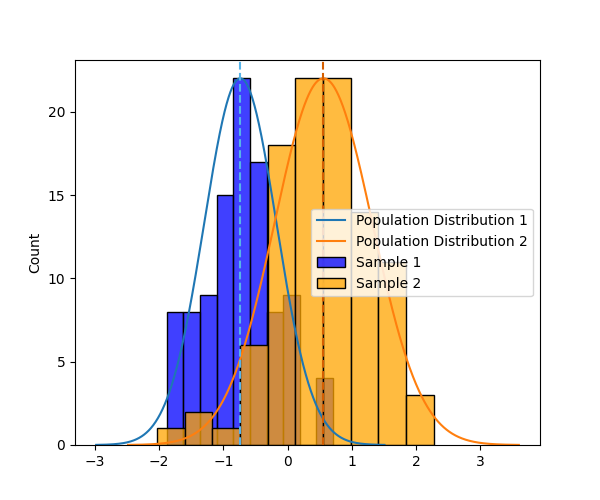 20
15
10
5
0
Count
Population Distribution 1
Population Distribution 2
Sample 1
Sample 2
−3 −2 −1 0 1 2 3